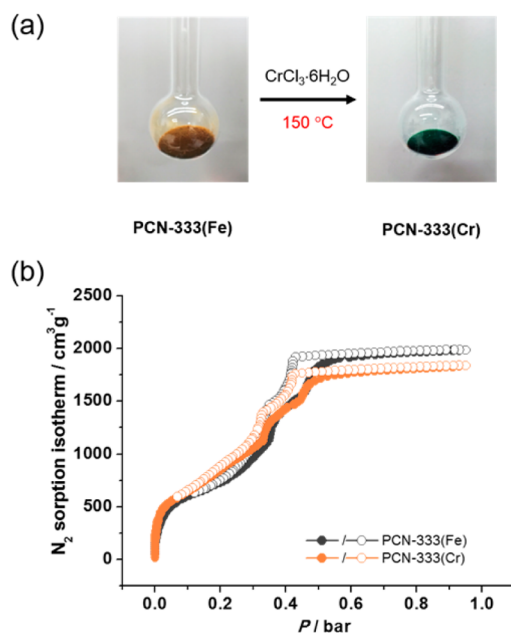 (a)
CrCl₃·6H₂O
150 °C
PCN-333(Fe)
PCN-333(Cr)
(b)
N₂ sorption isotherm / cm³g⁻¹
2500
2000
1500
1000
500
0
/ PCN-333(Fe)
/ PCN-333(Cr)
0.0 0.2 0.4 0.6 0.8 1.0
P / bar